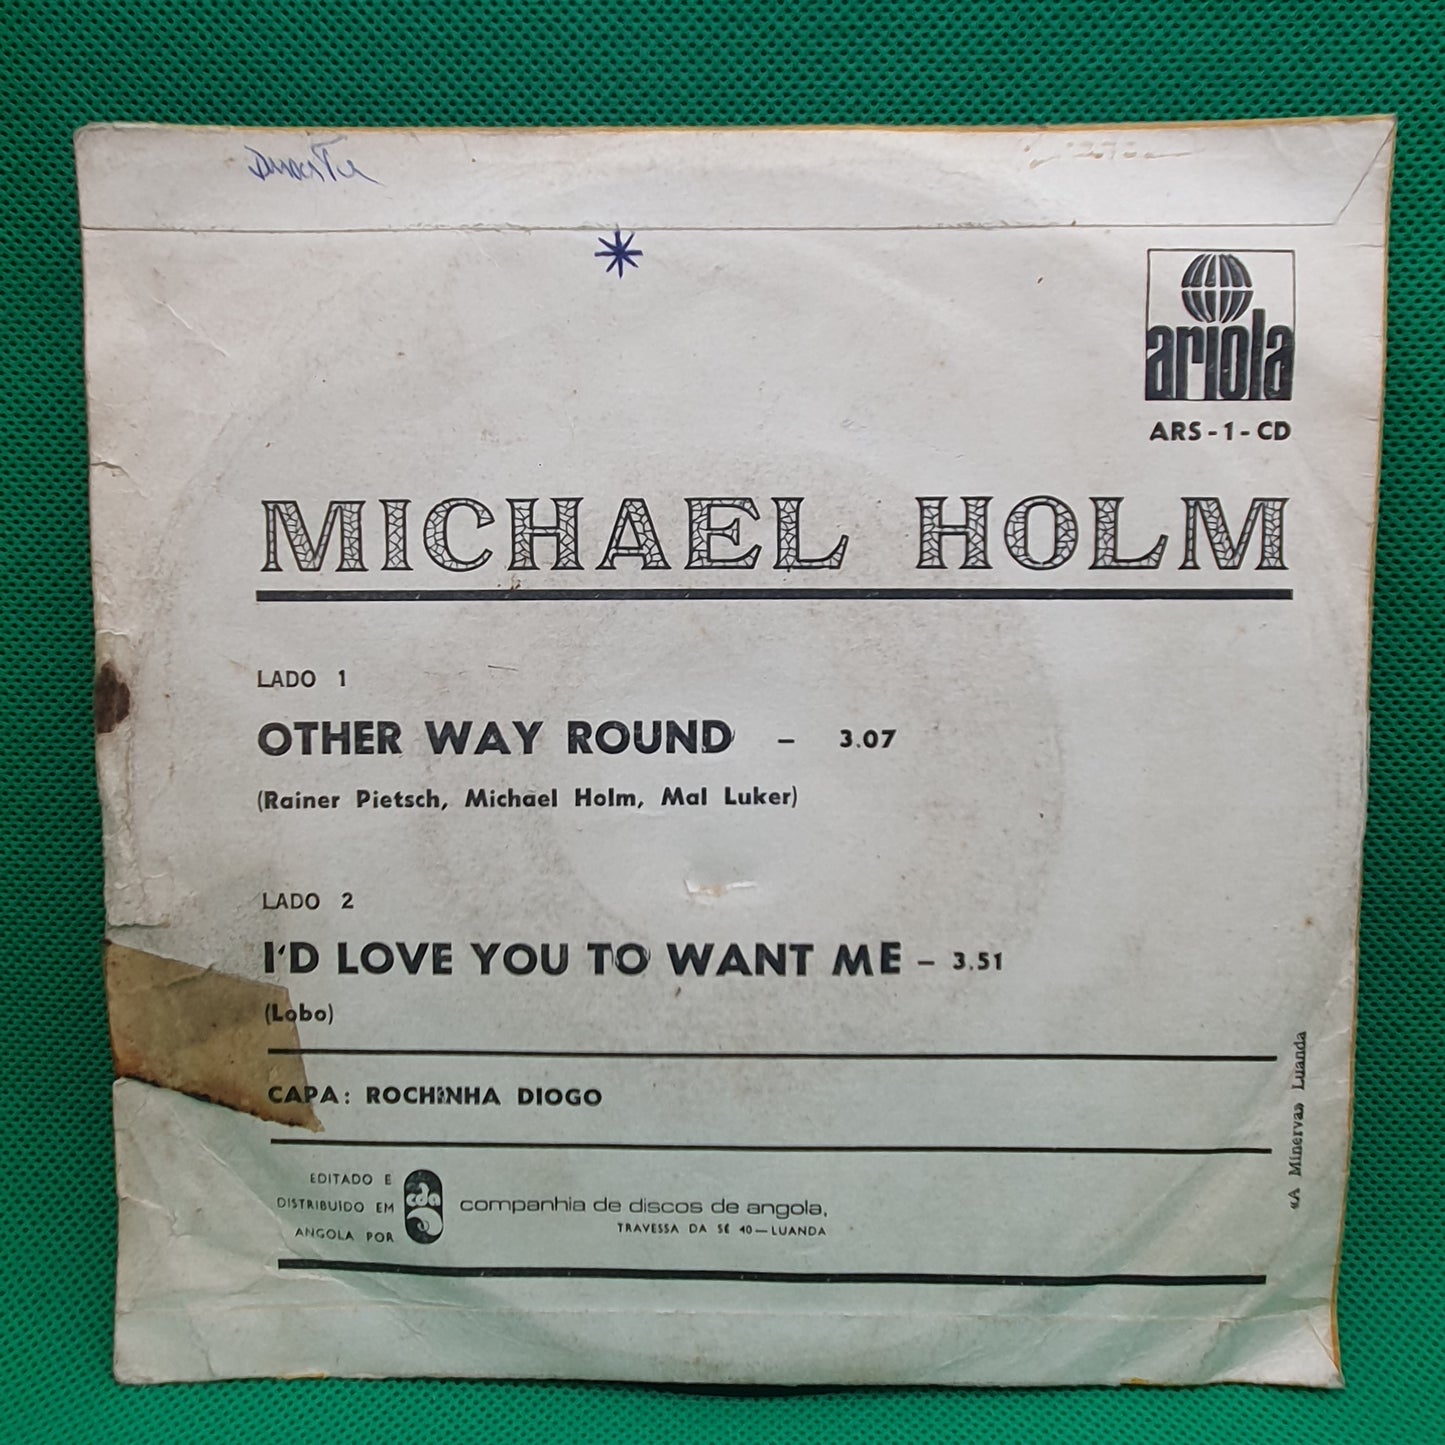 ariola
ARS-1-CD
MICHAEL HOLM
LADO 1
OTHER WAY ROUND - 3.07
(Rainer Pietsch, Michael Holm, Mal Luker)
LADO 2
I'D LOVE YOU TO WANT ME - 3.51
(Lobo)
CAPA: ROCHINHA DIOGO
EDITADO E
DISTRIBUIDO EM
ANGOLA POR
cda
companhia de discos de angola,
TRAVESSA DA SÉ 40—LUANDA
«A Minerva» Luanda